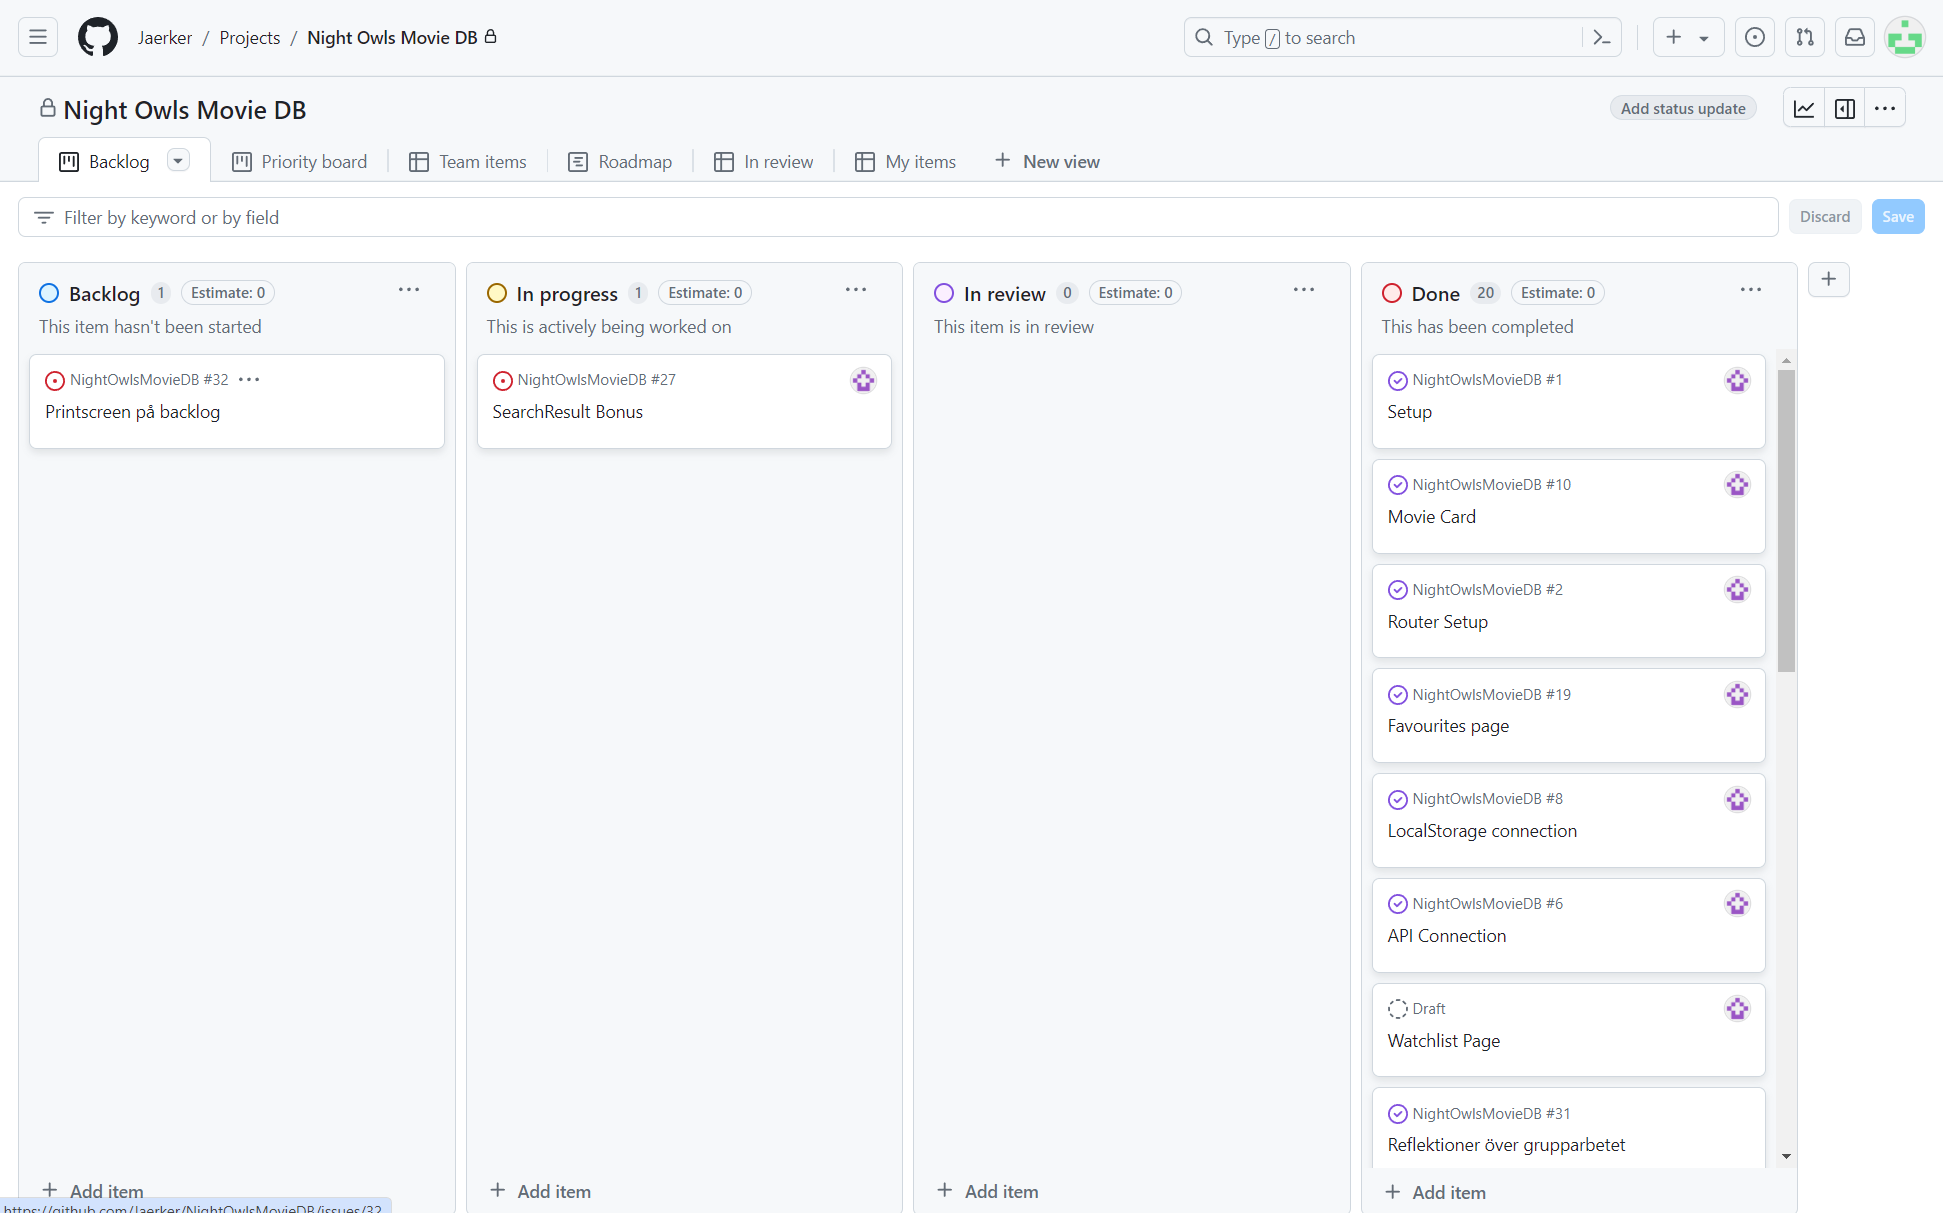 Jaerker / Projects / Night Owls Movie DB
Type / to search
Night Owls Movie DB
Add status update
Backlog
Priority board
Team items
Roadmap
In review
My items
New view
Filter by keyword or by field
Discard
Save
Backlog 1 Estimate: 0
This item hasn't been started
NightOwlsMovieDB #32
Printscreen på backlog
Add item
In progress 1 Estimate: 0
This is actively being worked on
NightOwlsMovieDB #27
SearchResult Bonus
Add item
In review 0 Estimate: 0
This item is in review
Add item
Done 20 Estimate: 0
This has been completed
NightOwlsMovieDB #1
Setup
NightOwlsMovieDB #10
Movie Card
NightOwlsMovieDB #2
Router Setup
NightOwlsMovieDB #19
Favourites page
NightOwlsMovieDB #8
LocalStorage connection
NightOwlsMovieDB #6
API Connection
Draft
Watchlist Page
NightOwlsMovieDB #31
Reflektioner över grupparbetet
Add item
https://github.com/Jaerker/NightOwlsMovieDB/issues/32